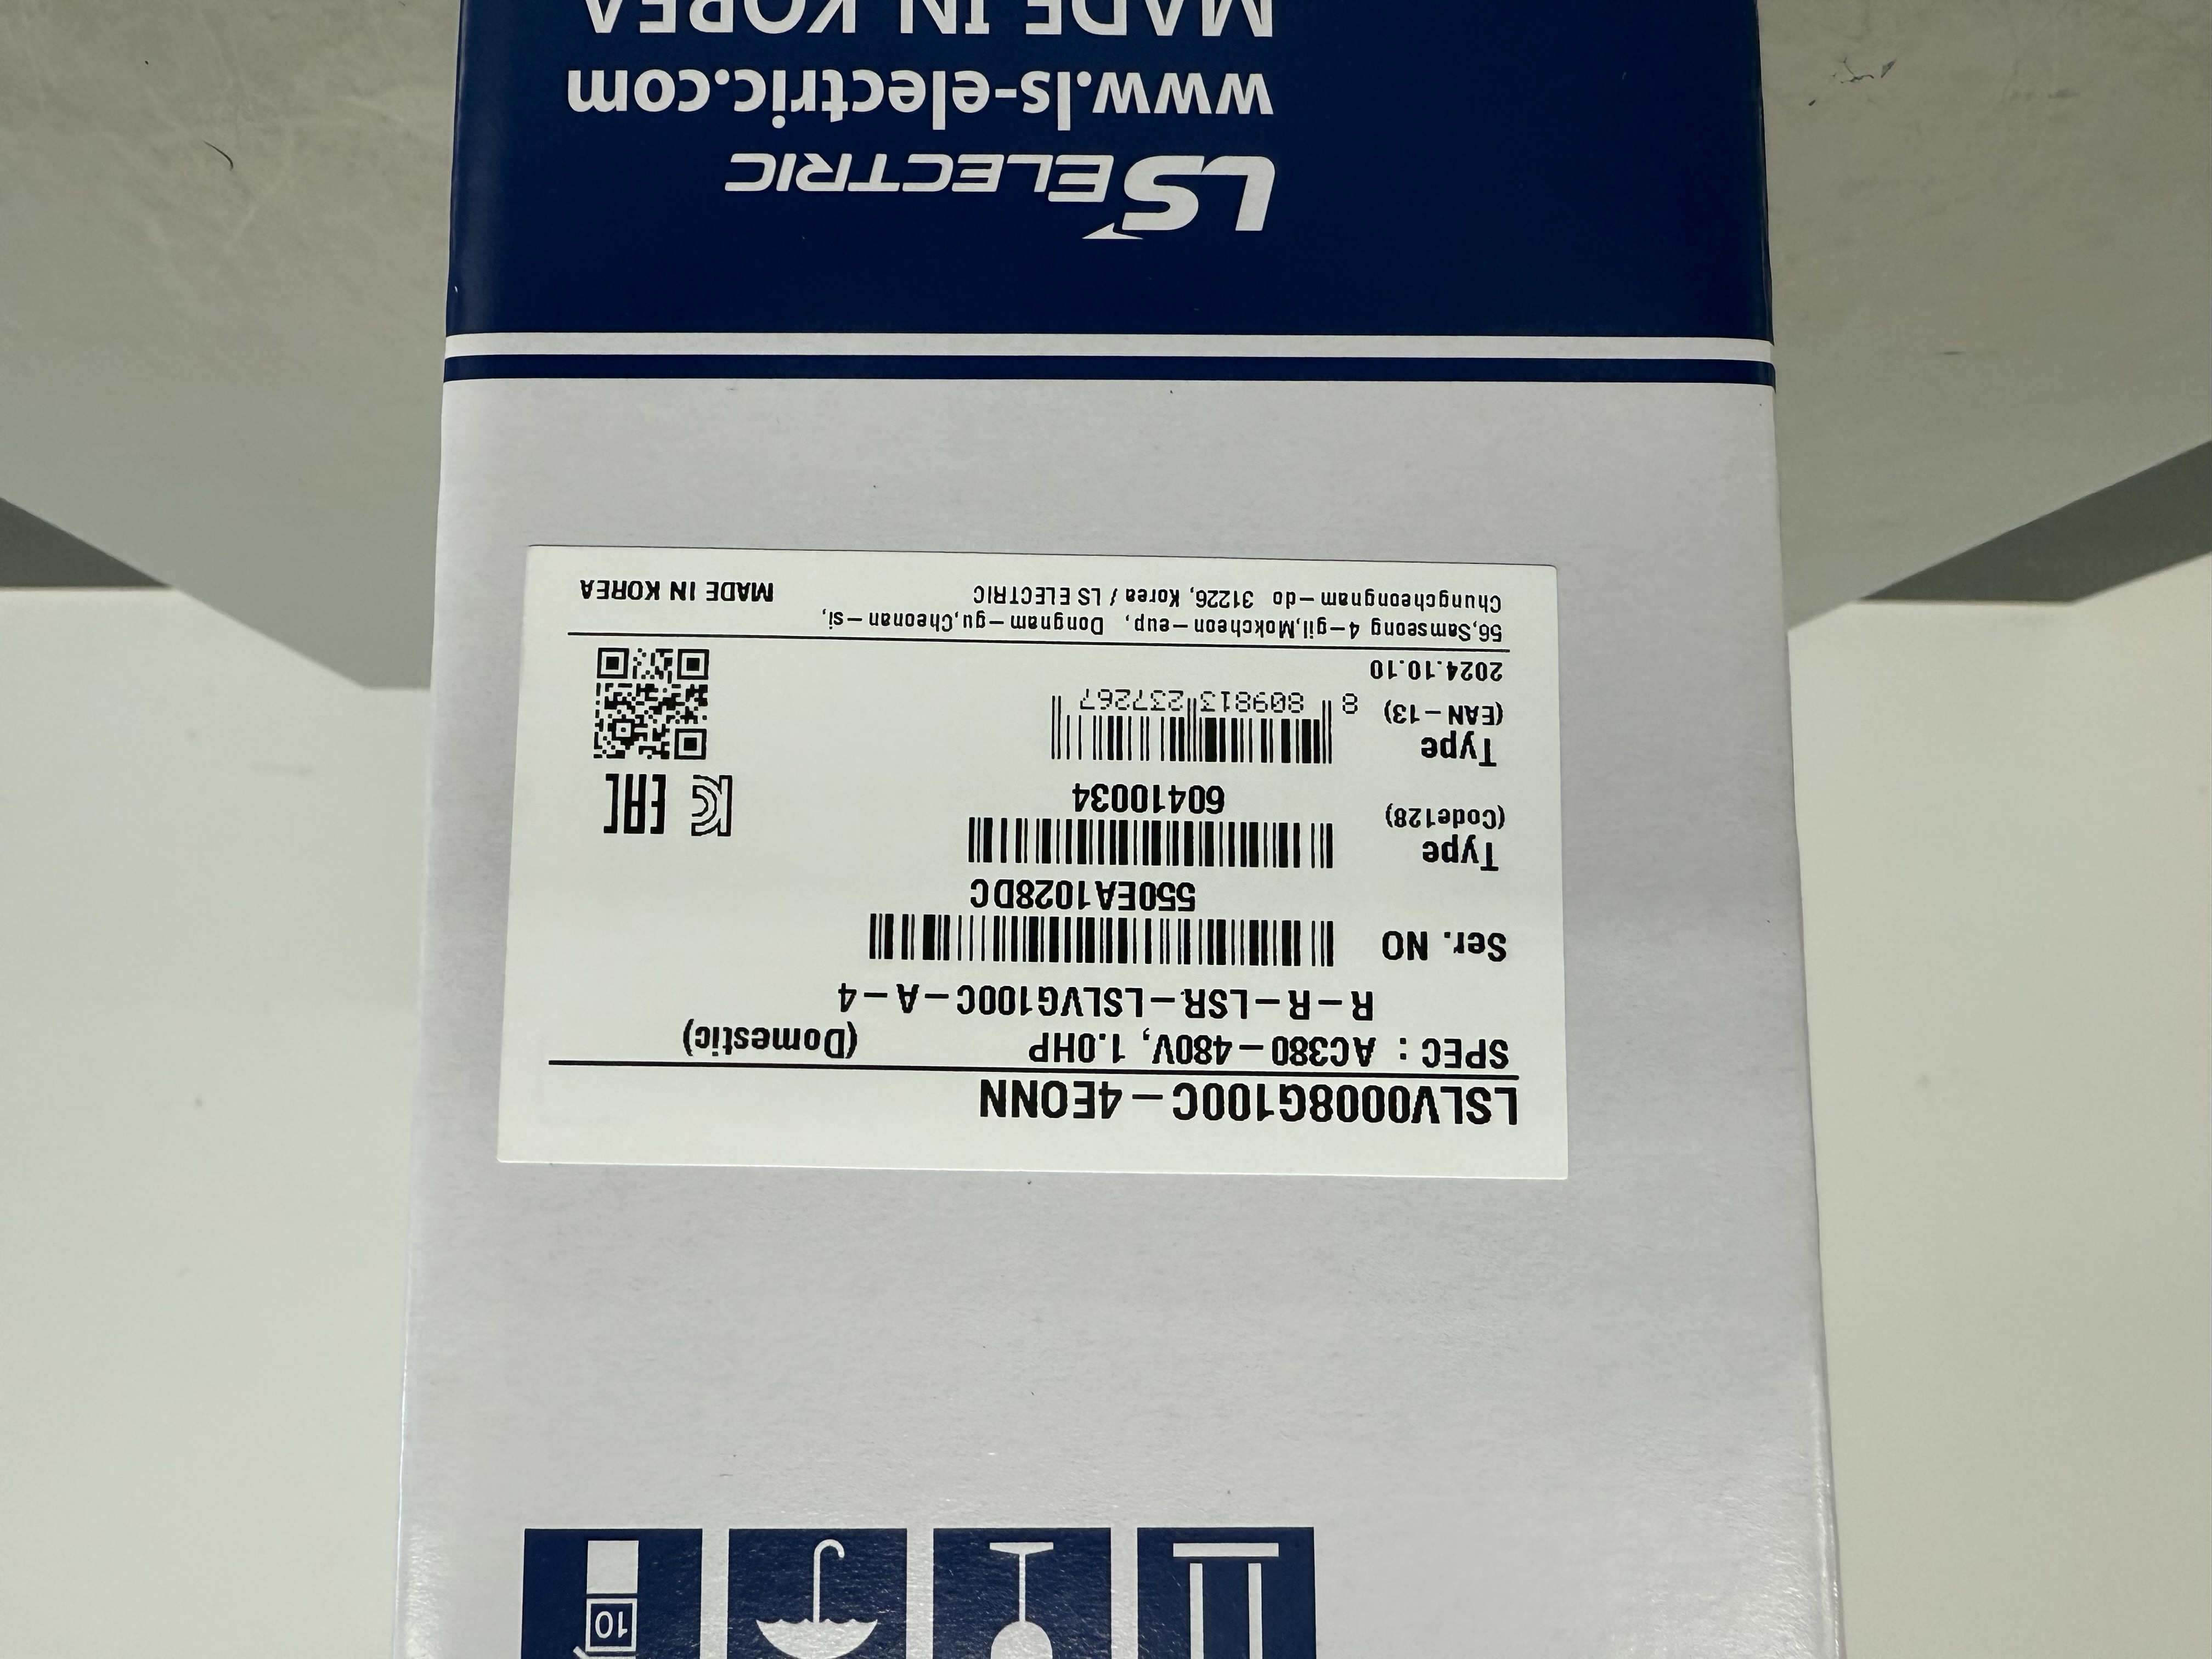 LSLV0008G100C-4EONN
SPEC : AC380-480V, 1.0HP (Domestic)
R-R-LSR-LSLVG100C-A-4
Ser. NO
550EA1028DC
Type
(Code128)
60410034
Type
(EAN-13)
8 809813 237267
2024.10.10
56,Samseong 4-gil,Mokcheon-eup, Dongnam-gu,Cheonan-si,
Chungcheongnam-do 31226, Korea / LS ELECTRIC MADE IN KOREA
KC EAC
LS ELECTRIC
www.ls-electric.com
MADE IN KOREA
10